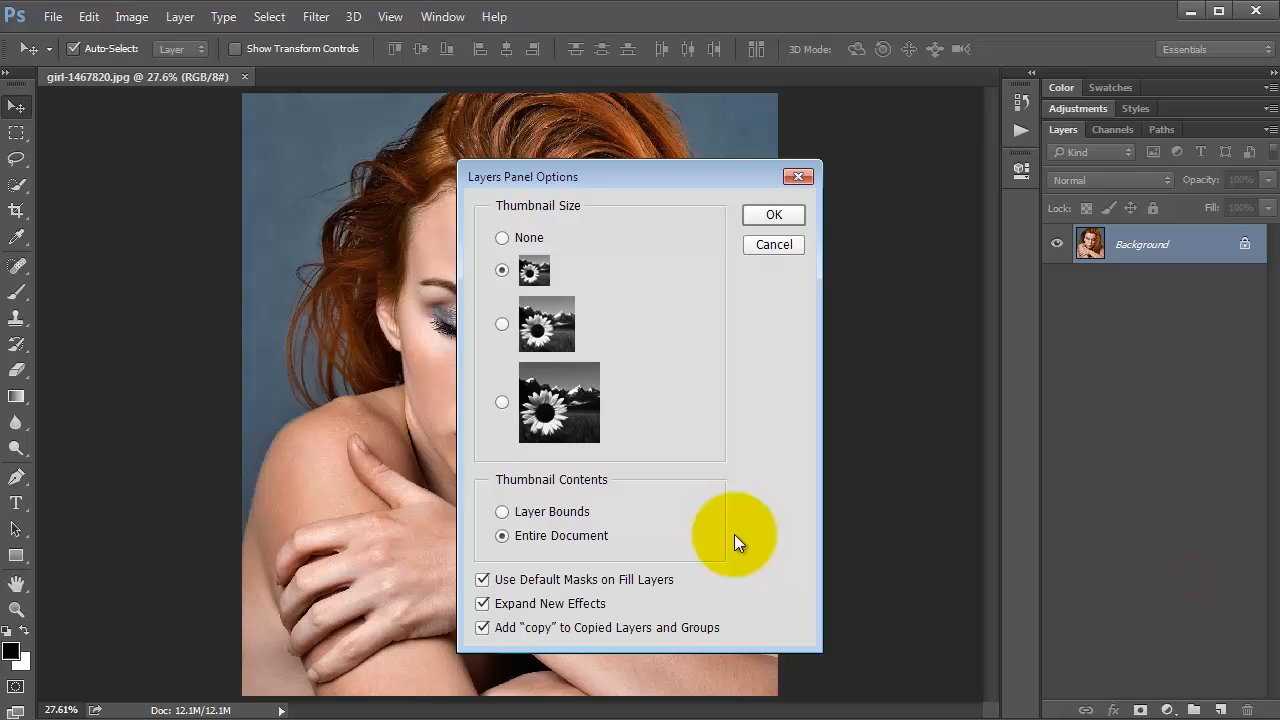 Ps File Edit Image Layer Type Select Filter 3D View Window Help
Auto-Select: Layer Show Transform Controls 3D Mode: Essentials
girl-1467820.jpg @ 27.6% (RGB/8#) ×
Color Swatches
Adjustments Styles
Layers Channels Paths
Kind
Normal Opacity: 100%
Lock: Fill: 100%
Background
Layers Panel Options
Thumbnail Size
None
OK
Cancel
Thumbnail Contents
Layer Bounds
Entire Document
Use Default Masks on Fill Layers
Expand New Effects
Add “copy” to Copied Layers and Groups
27.61% Doc: 12.1M/12.1M